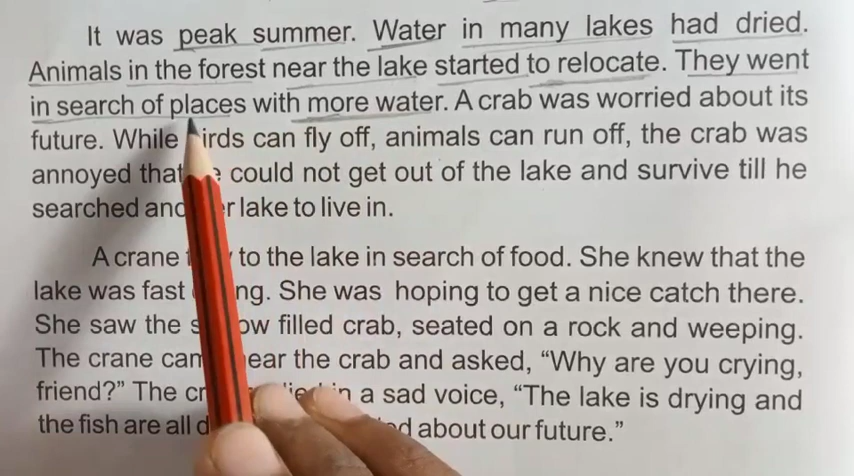 It was peak summer. Water in many lakes had dried.
Animals in the forest near the lake started to relocate. They went
in search of places with more water. A crab was worried about its
future. While birds can fly off, animals can run off, the crab was
annoyed that could not get out of the lake and survive till he
searched another lake to live in.
A crane to the lake in search of food. She knew that the
lake was fast drying. She was hoping to get a nice catch there.
She saw the sorrow filled crab, seated on a rock and weeping.
The crane came near the crab and asked, “Why are you crying,
friend?” The in a sad voice, “The lake is drying and
the fish are all about our future.”